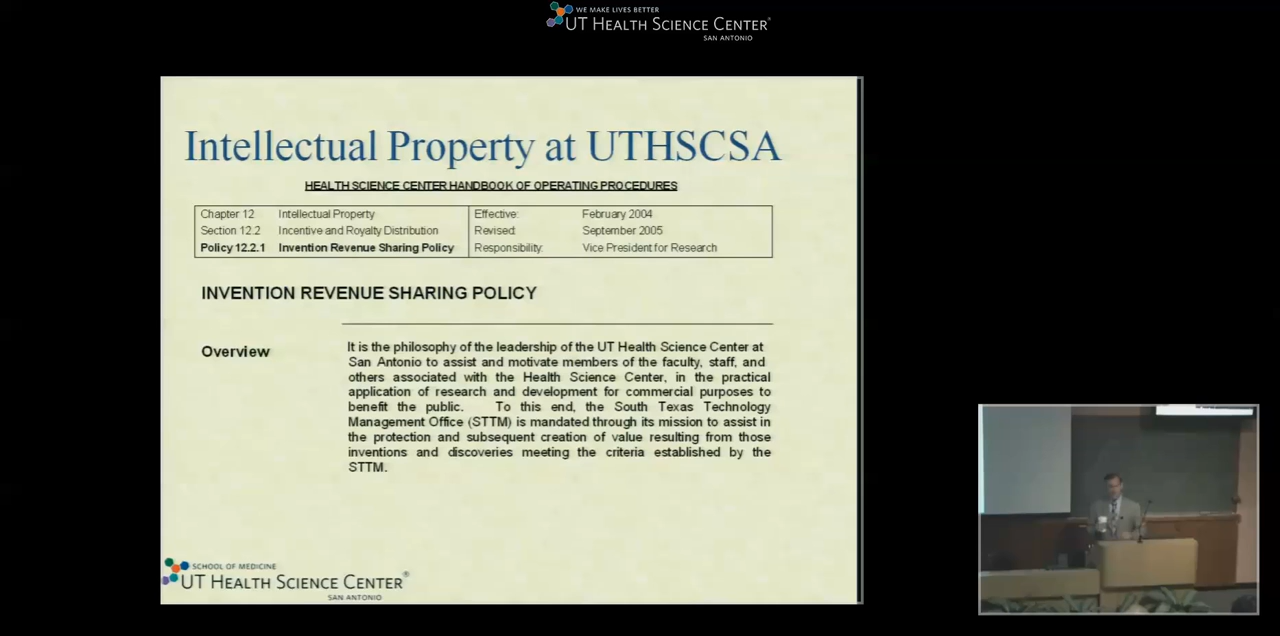 WE MAKE LIVES BETTER
UT HEALTH SCIENCE CENTER®
SAN ANTONIO
Intellectual Property at UTHSCSA
HEALTH SCIENCE CENTER HANDBOOK OF OPERATING PROCEDURES
Chapter 12 Intellectual Property Effective: February 2004
Section 12.2 Incentive and Royalty Distribution Revised: September 2005
Policy 12.2.1 Invention Revenue Sharing Policy Responsibility: Vice President for Research
INVENTION REVENUE SHARING POLICY
Overview
It is the philosophy of the leadership of the UT Health Science Center at
San Antonio to assist and motivate members of the faculty, staff, and
others associated with the Health Science Center, in the practical
application of research and development for commercial purposes to
benefit the public. To this end, the South Texas Technology
Management Office (STTM) is mandated through its mission to assist in
the protection and subsequent creation of value resulting from those
inventions and discoveries meeting the criteria established by the
STTM.
SCHOOL OF MEDICINE
UT HEALTH SCIENCE CENTER®
SAN ANTONIO